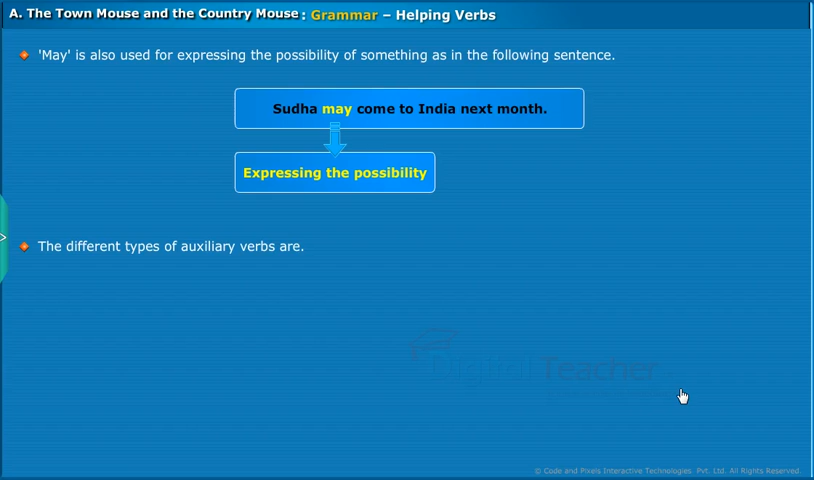 A. The Town Mouse and the Country Mouse : Grammar – Helping Verbs
'May' is also used for expressing the possibility of something as in the following sentence.
Sudha may come to India next month.
Expressing the possibility
The different types of auxiliary verbs are.
Digital Teacher
© Code and Pixels Interactive Technologies. Pvt. Ltd. All Rights Reserved.